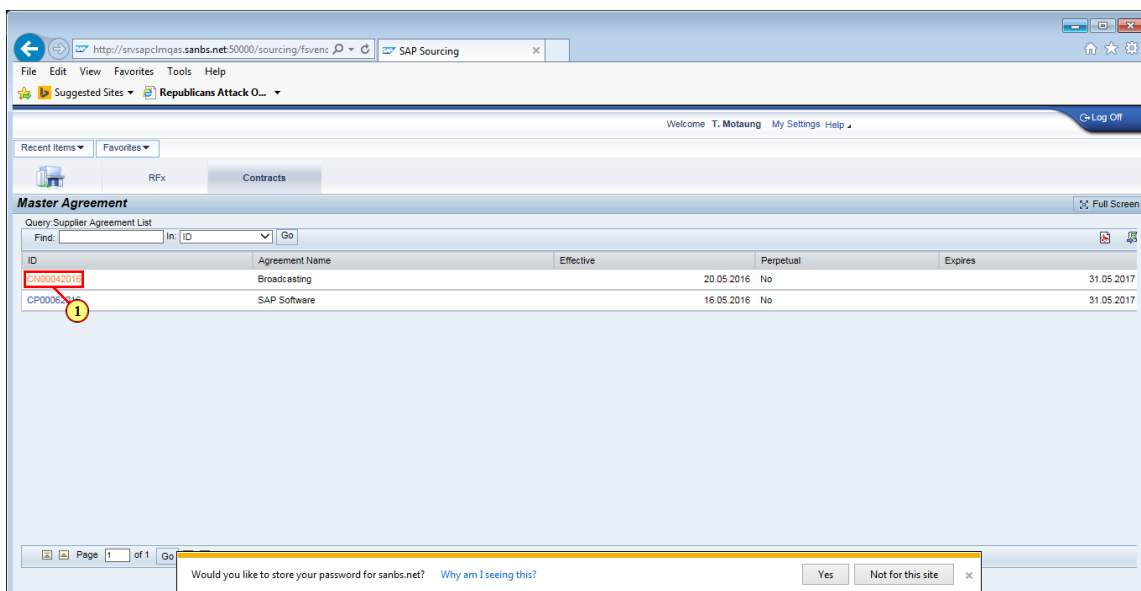 http://srvsapclmqas.sanbs.net:50000/sourcing/fsvenc
SAP Sourcing
File Edit View Favorites Tools Help
Suggested Sites Republicans Attack O...
Welcome T. Motaung My Settings Help
Log Off
Recent Items Favorites
RFx Contracts
Master Agreement
Full Screen
Query:Supplier Agreement List
Find: In: ID Go
ID Agreement Name Effective Perpetual Expires
CN00042016 Broadcasting 20.05.2016 No 31.05.2017
CP00062016 SAP Software 16.05.2016 No 31.05.2017
1
Page 1 of 1 Go
Would you like to store your password for sanbs.net? Why am I seeing this? Yes Not for this site